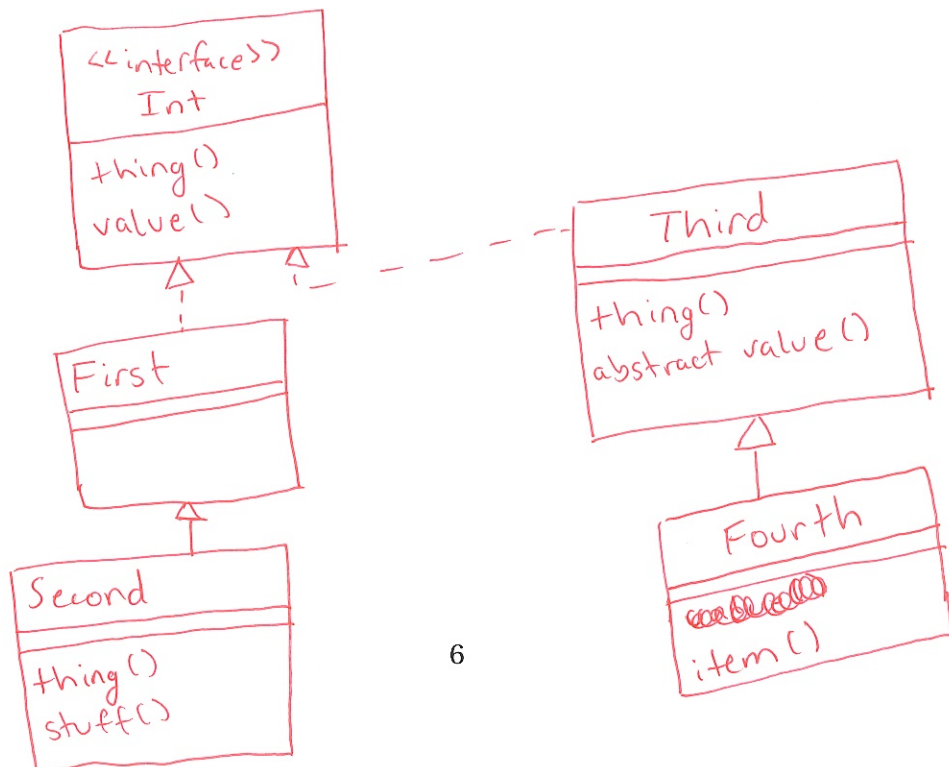 <<interface>>
Int
thing()
value()
Third
thing()
abstract value()
First
Fourth
item()
Second
thing()
stuff()
6